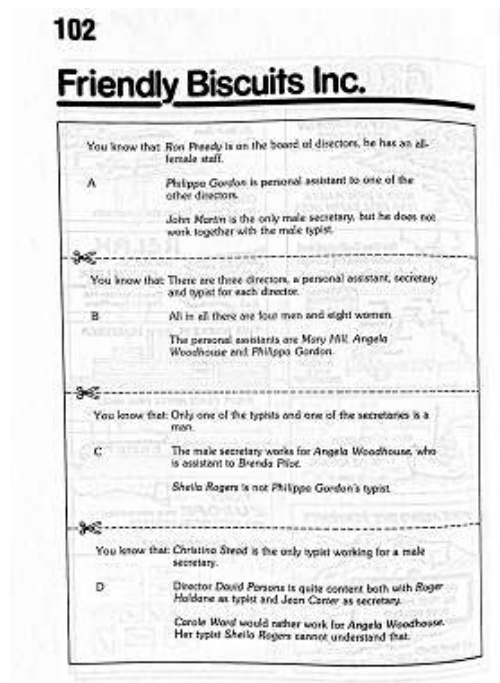 102
Friendly Biscuits Inc.
You know that: Ron Preedy is on the board of directors, he has an all-
female staff.
A Philippa Gordon is personal assistant to one of the
other directors.
John Martin is the only male secretary, but he does not
work together with the male typist.
You know that: There are three directors, a personal assistant, secretary
and typist for each director.
B All in all there are four men and eight women.
The personal assistants are Mary Hill, Angela
Woodhouse and Philippa Gordon.
You know that: Only one of the typists and one of the secretaries is a
man.
C The male secretary works for Angela Woodhouse, who
is assistant to Brenda Pilot.
Sheila Rogers is not Philippa Gordon's typist.
You know that: Christina Stead is the only typist working for a male
secretary.
D Director David Parsons is quite content both with Roger
Haldane as typist and Jean Carter as secretary.
Carole Ward would rather work for Angela Woodhouse.
Her typist Sheila Rogers cannot understand that.